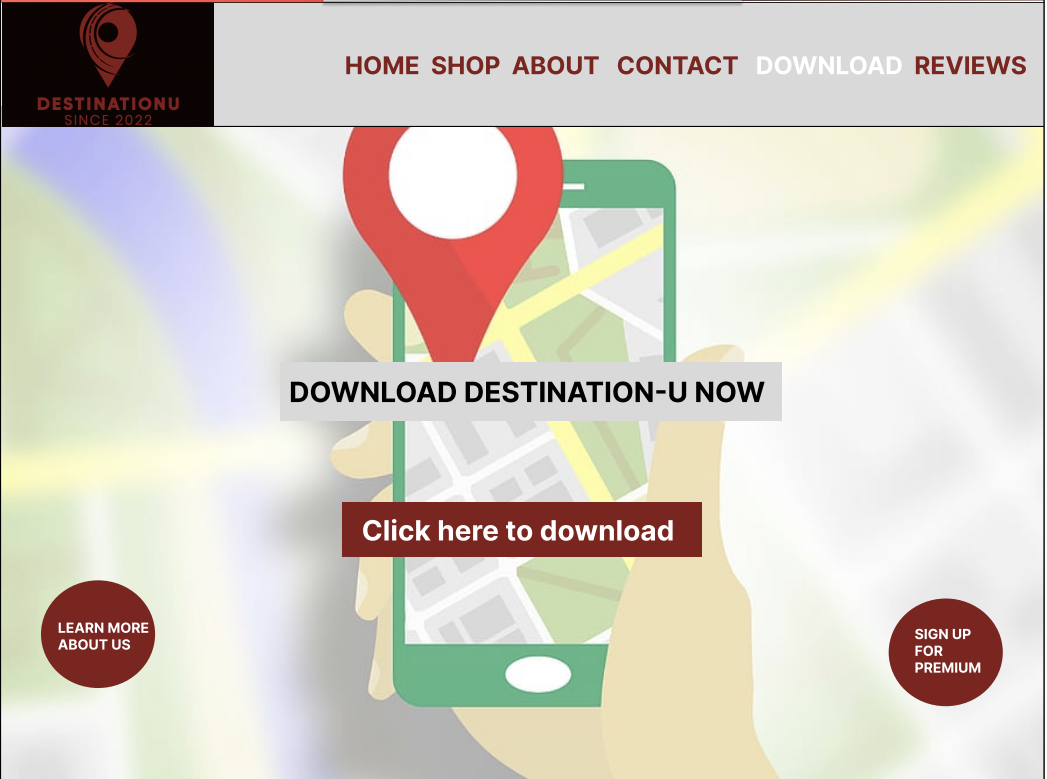 DESTINATIONU
SINCE 2022
HOME SHOP ABOUT CONTACT DOWNLOAD REVIEWS
DOWNLOAD DESTINATION-U NOW
Click here to download
LEARN MORE
ABOUT US
SIGN UP
FOR
PREMIUM